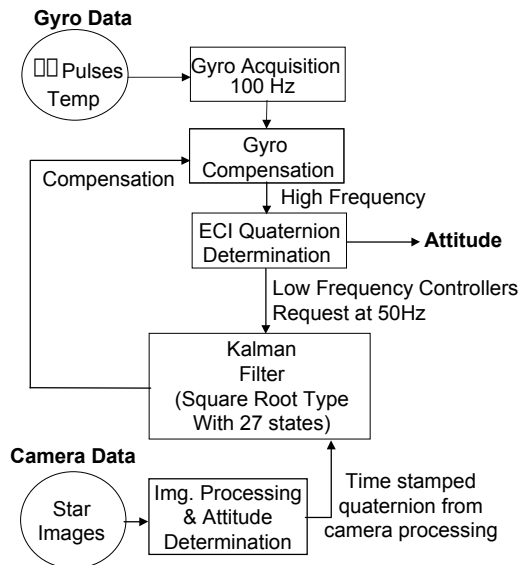 Gyro Data
Pulses
Temp
Gyro Acquisition
100 Hz
Gyro
Compensation
Compensation
High Frequency
ECI Quaternion
Determination
Attitude
Low Frequency Controllers
Request at 50Hz
Kalman
Filter
(Square Root Type
With 27 states)
Camera Data
Star
Images
Img. Processing
& Attitude
Determination
Time stamped
quaternion from
camera processing